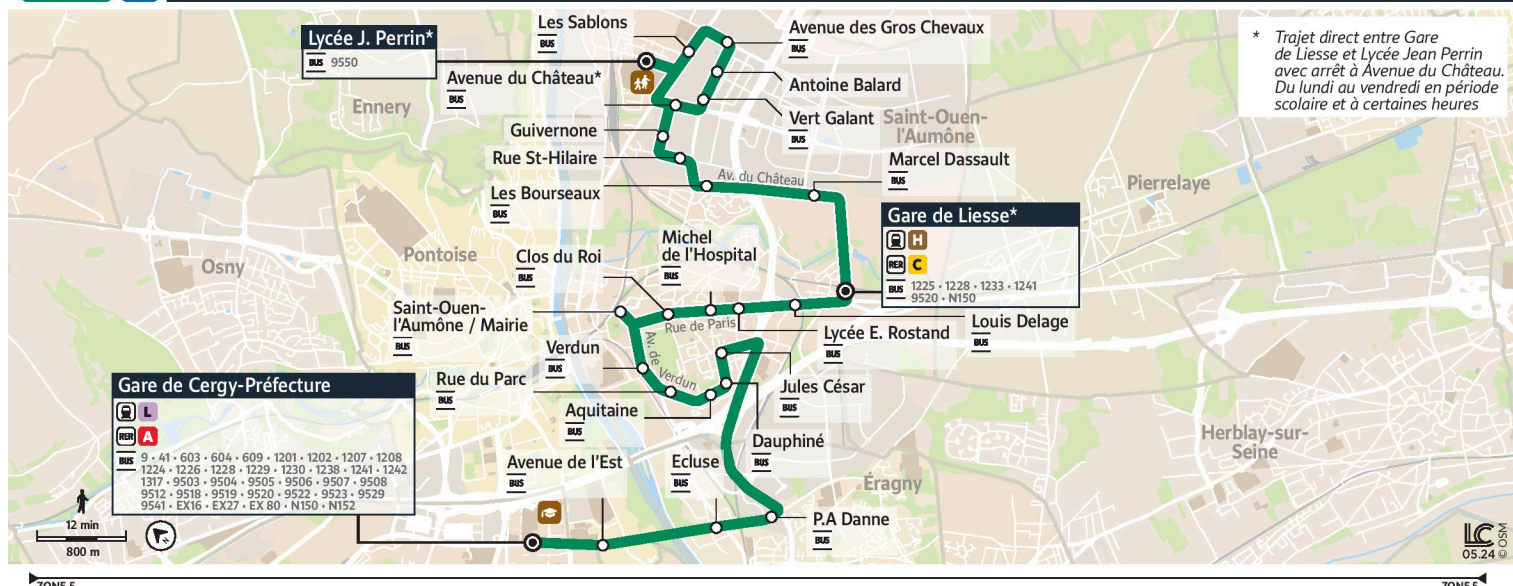 Lycée J. Perrin*
BUS 9550
Les Sablons
BUS
Avenue des Gros Chevaux
BUS
* Trajet direct entre Gare
de Liesse et Lycée Jean Perrin
avec arrêt à Avenue du Château.
Du lundi au vendredi en période
scolaire et à certaines heures
Avenue du Château*
BUS
Antoine Balard
Ennery
Vert Galant
BUS
Saint-Ouen-
l'Aumône
Guivernone
Rue St-Hilaire
Marcel Dassault
BUS
Av. du Château
Les Bourseaux
BUS
Pierrelaye
Gare de Liesse*
H
RER C
BUS 1225 • 1228 • 1233 • 1241
9520 • N150
Michel
de l'Hospital
BUS
Clos du Roi
BUS
Pontoise
Osny
Saint-Ouen-
l'Aumône / Mairie
BUS
Rue de Paris
Louis Delage
BUS
Lycée E. Rostand
BUS
Verdun
BUS
Av. de Verdun
Rue du Parc
BUS
Jules César
BUS
Aquitaine
BUS
Dauphiné
BUS
Gare de Cergy-Préfecture
L
RER A
BUS 9 • 41 • 603 • 604 • 609 • 1201 • 1202 • 1207 • 1208
1224 • 1226 • 1228 • 1229 • 1230 • 1238 • 1241 • 1242
1317 • 9503 • 9504 • 9505 • 9506 • 9507 • 9508
9512 • 9518 • 9519 • 9520 • 9522 • 9523 • 9529
9541 • EX16 • EX27 • EX 80 • N150 • N152
Avenue de l'Est
BUS
Ecluse
BUS
Herblay-sur-
Seine
Éragny
P.A Danne
BUS
12 min
800 m
LC
05.24 © OSM
ZONE 5
ZONE 5